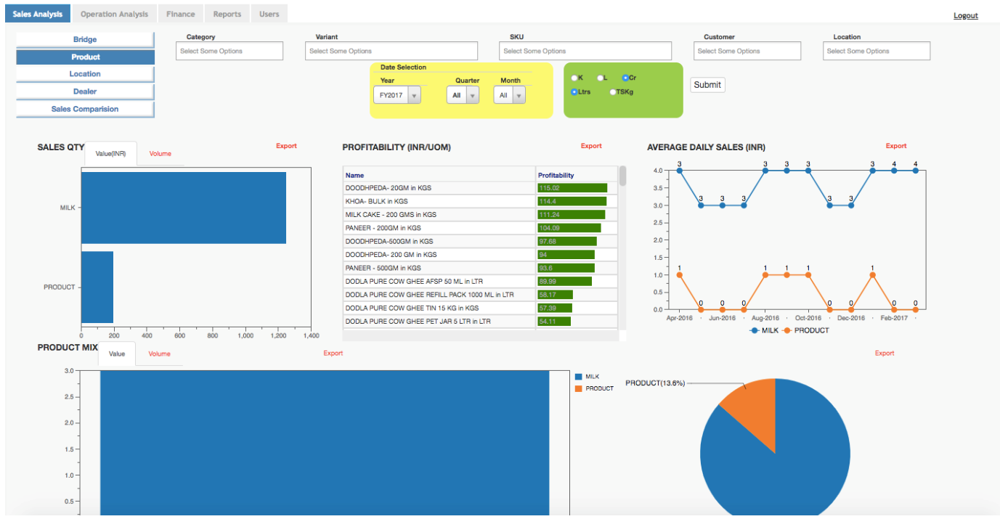 Sales Analysis Operation Analysis Finance Reports Users
Logout
Bridge
Product
Location
Dealer
Sales Comparision
Category Variant SKU Customer Location
Select Some Options Select Some Options Select Some Options Select Some Options Select Some Options
Date Selection
Year Quarter Month
FY2017 All All
K L Cr
Ltrs TSKg
Submit
SALES QTY Value(INR) Volume Export
MILK
PRODUCT
0 200 400 600 800 1,000 1,200 1,400
PROFITABILITY (INR/UOM) Export
Name Profitability
DOODHPEDA- 20GM in KGS 115.02
KHOA- BULK in KGS 114.4
MILK CAKE - 200 GMS in KGS 111.24
PANEER - 200GM in KGS 104.09
DOODHPEDA-500GM in KGS 97.68
DOODHPEDA- 200 GM in KGS 94
PANEER - 500GM in KGS 93.6
DODLA PURE COW GHEE AFSP 50 ML in LTR 89.99
DODLA PURE COW GHEE REFILL PACK 1000 ML in LTR 58.17
DODLA PURE COW GHEE TIN 15 KG in KGS 57.39
DODLA PURE COW GHEE PET JAR 5 LTR in LTR 54.11
AVERAGE DAILY SALES (INR) Export
4.0
3.5
3.0
2.5
2.0
1.5
1.0
0.5
0.0
3 3 3 3 3 3 3 3 3 3 4 4
1 0 0 0 1 1 1 0 0 1 0 0
Apr-2016 Jun-2016 Aug-2016 Oct-2016 Dec-2016 Feb-2017
MILK PRODUCT
PRODUCT MIX Value Volume Export
3.0
2.5
2.0
1.5
1.0
0.5
MILK
PRODUCT
Export
PRODUCT(13.6%)